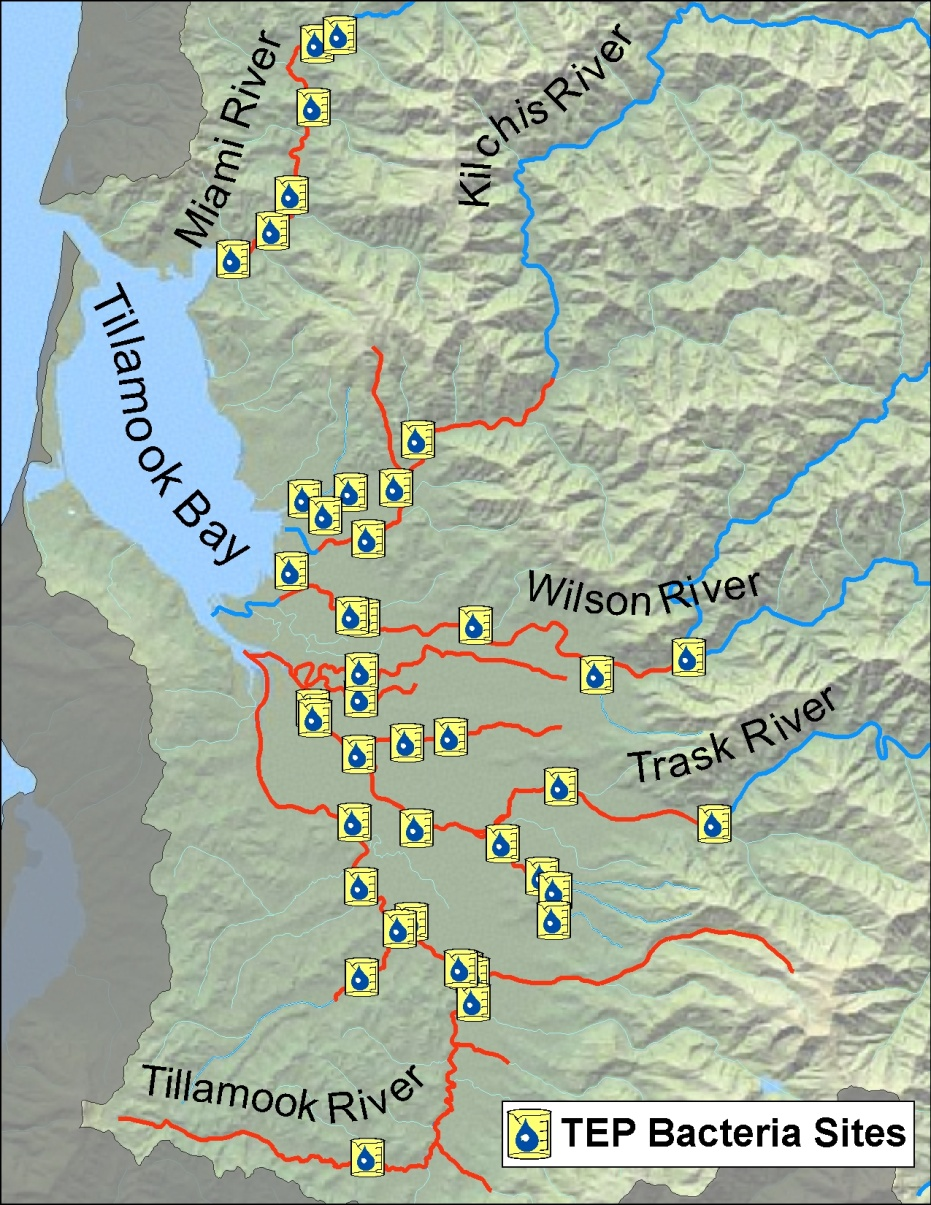 Miami River
Kilchis River
Tillamook Bay
Wilson River
Trask River
Tillamook River
TEP Bacteria Sites